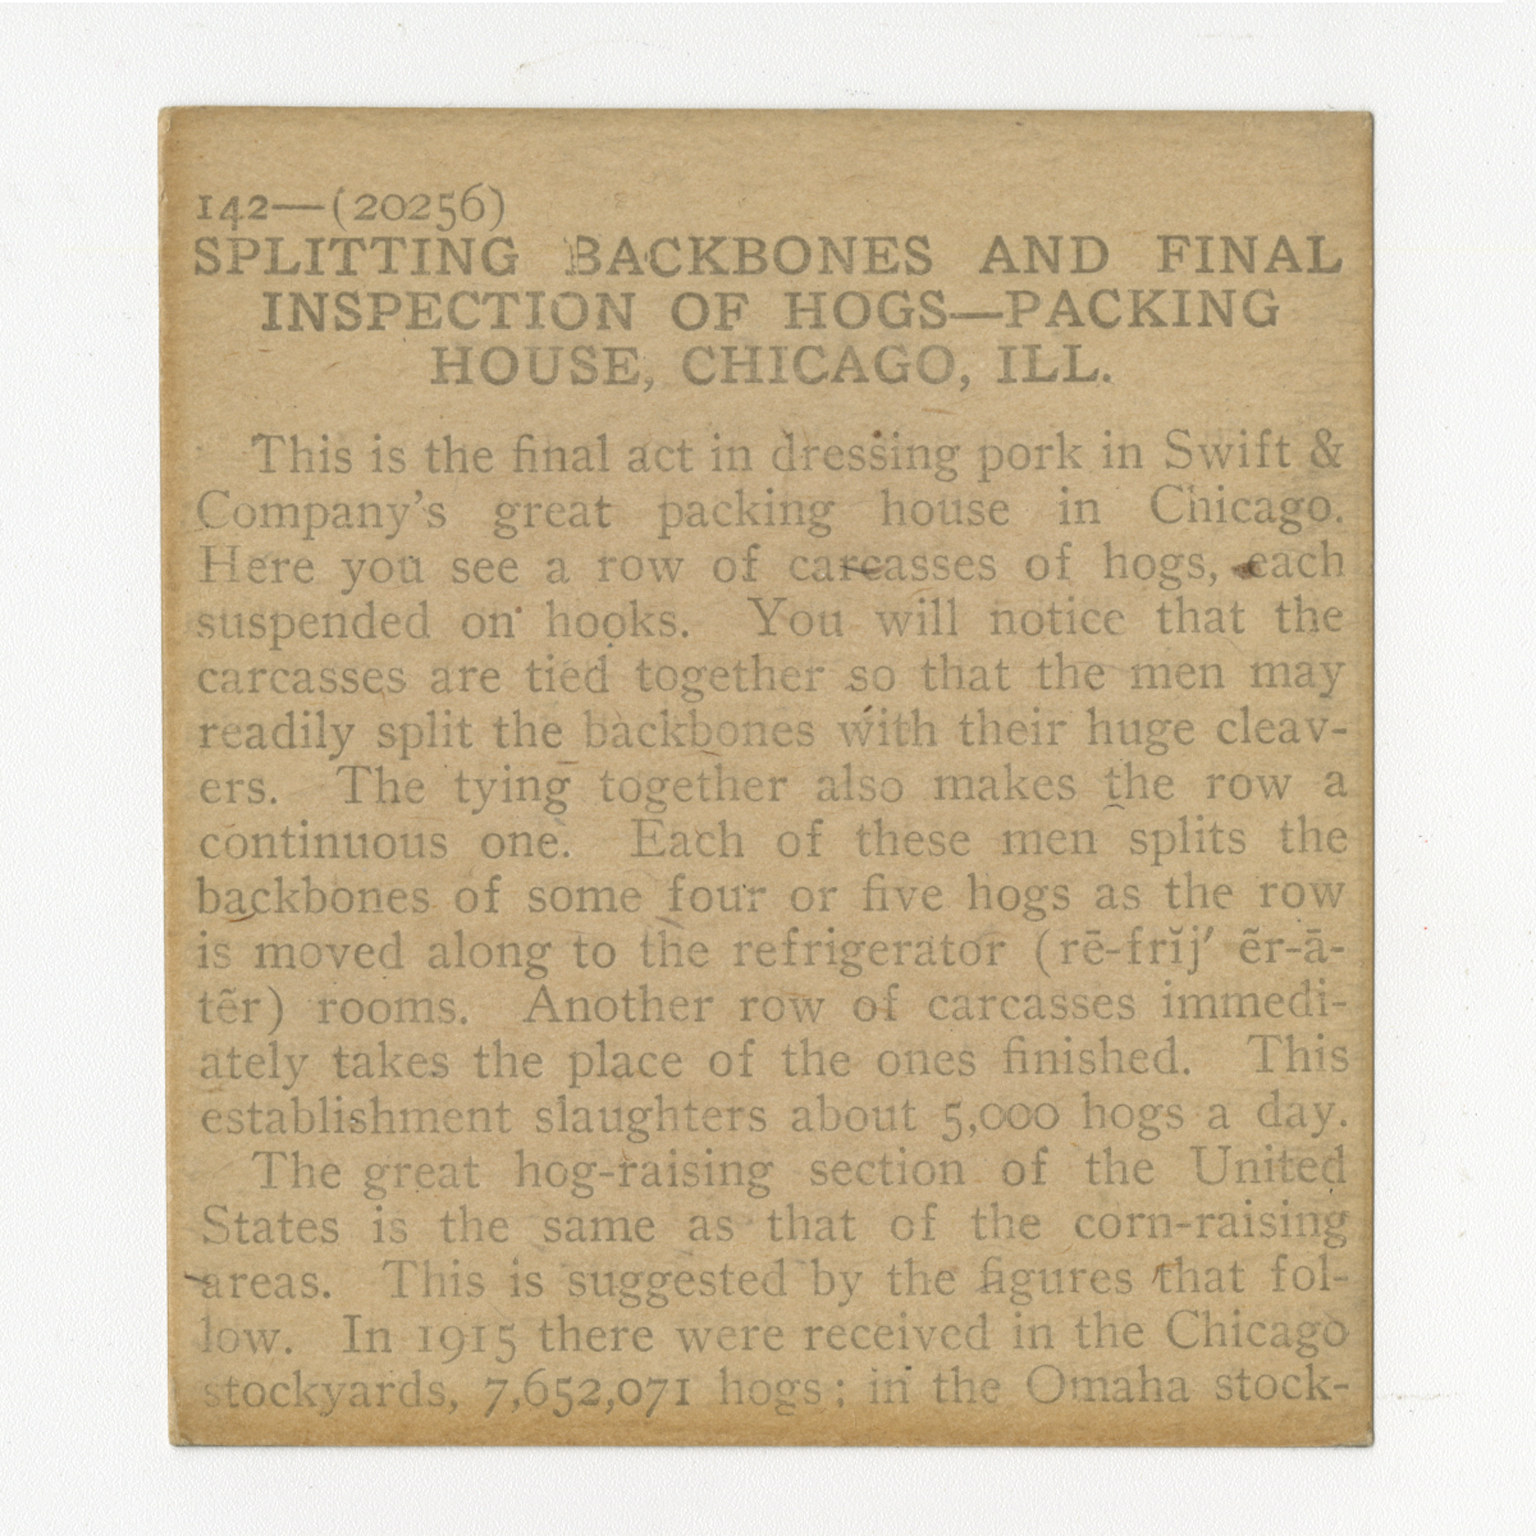 142—(20256)
SPLITTING BACKBONES AND FINAL
INSPECTION OF HOGS—PACKING
HOUSE, CHICAGO, ILL.
This is the final act in dressing pork in Swift &
Company's great packing house in Chicago.
Here you see a row of carcasses of hogs, each
suspended on hooks. You will notice that the
carcasses are tied together so that the men may
readily split the backbones with their huge cleav-
ers. The tying together also makes the row a
continuous one. Each of these men splits the
backbones of some four or five hogs as the row
is moved along to the refrigerator (rē-frĭj′ ẽr-ā-
tẽr) rooms. Another row of carcasses immedi-
ately takes the place of the ones finished. This
establishment slaughters about 5,000 hogs a day.
The great hog-raising section of the United
States is the same as that of the corn-raising
areas. This is suggested by the figures that fol-
low. In 1915 there were received in the Chicago
stockyards, 7,652,071 hogs; in the Omaha stock-